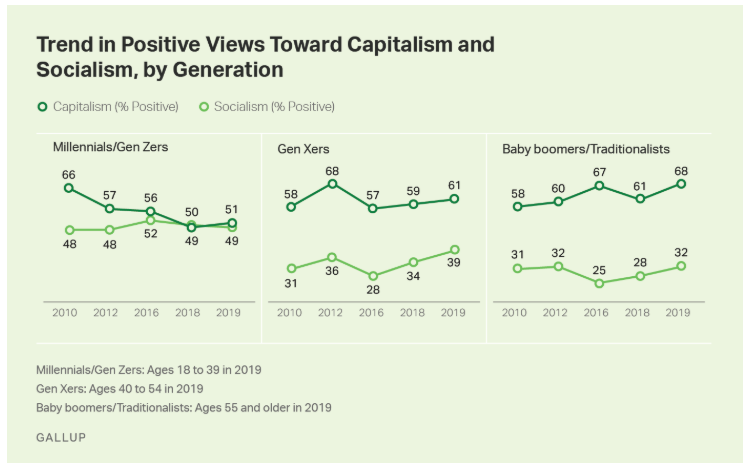 Trend in Positive Views Toward Capitalism and
Socialism, by Generation
Capitalism (% Positive) Socialism (% Positive)
Millennials/Gen Zers
66 57 56 50 51
48 48 52 49 49
2010 2012 2016 2018 2019
Gen Xers
58 68 57 59 61
31 36 28 34 39
2010 2012 2016 2018 2019
Baby boomers/Traditionalists
58 60 67 61 68
31 32 25 28 32
2010 2012 2016 2018 2019
Millennials/Gen Zers: Ages 18 to 39 in 2019
Gen Xers: Ages 40 to 54 in 2019
Baby boomers/Traditionalists: Ages 55 and older in 2019
GALLUP